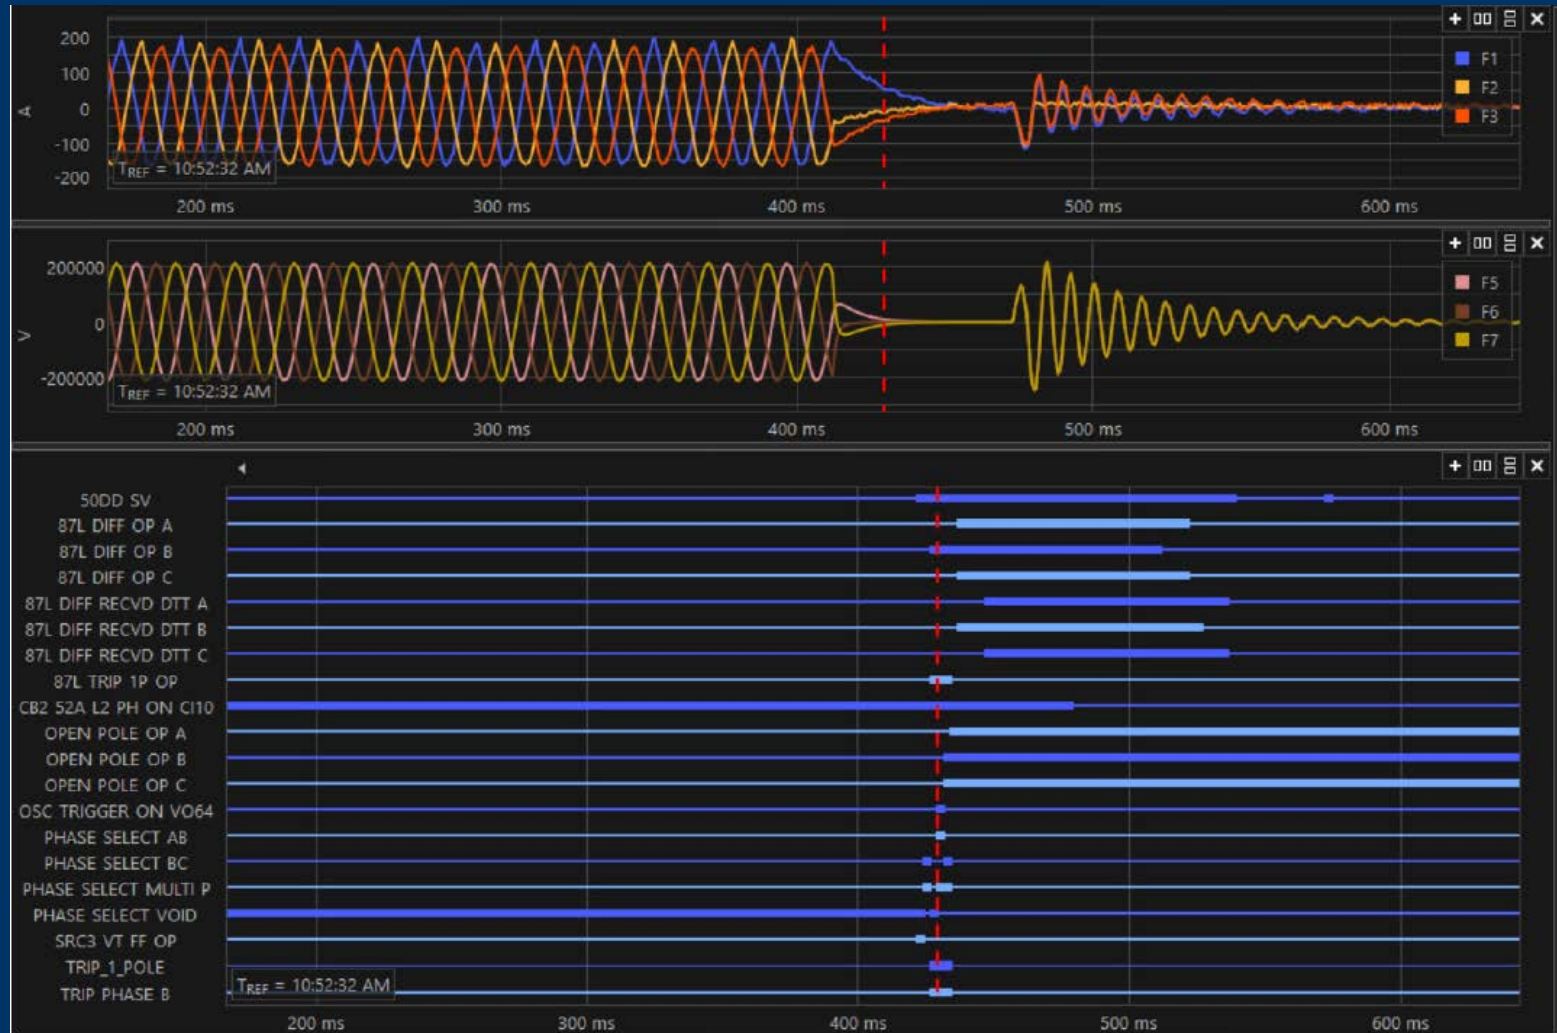 200
100
0
-100
-200
A
TREF = 10:52:32 AM
200 ms
300 ms
400 ms
500 ms
600 ms
F1
F2
F3
200000
0
-200000
V
TREF = 10:52:32 AM
200 ms
300 ms
400 ms
500 ms
600 ms
F5
F6
F7
50DD SV
87L DIFF OP A
87L DIFF OP B
87L DIFF OP C
87L DIFF RECVD DTT A
87L DIFF RECVD DTT B
87L DIFF RECVD DTT C
87L TRIP 1P OP
CB2 52A L2 PH ON CI10
OPEN POLE OP A
OPEN POLE OP B
OPEN POLE OP C
OSC TRIGGER ON VO64
PHASE SELECT AB
PHASE SELECT BC
PHASE SELECT MULTI P
PHASE SELECT VOID
SRC3 VT FF OP
TRIP_1_POLE
TRIP PHASE B
TREF = 10:52:32 AM
200 ms
300 ms
400 ms
500 ms
600 ms